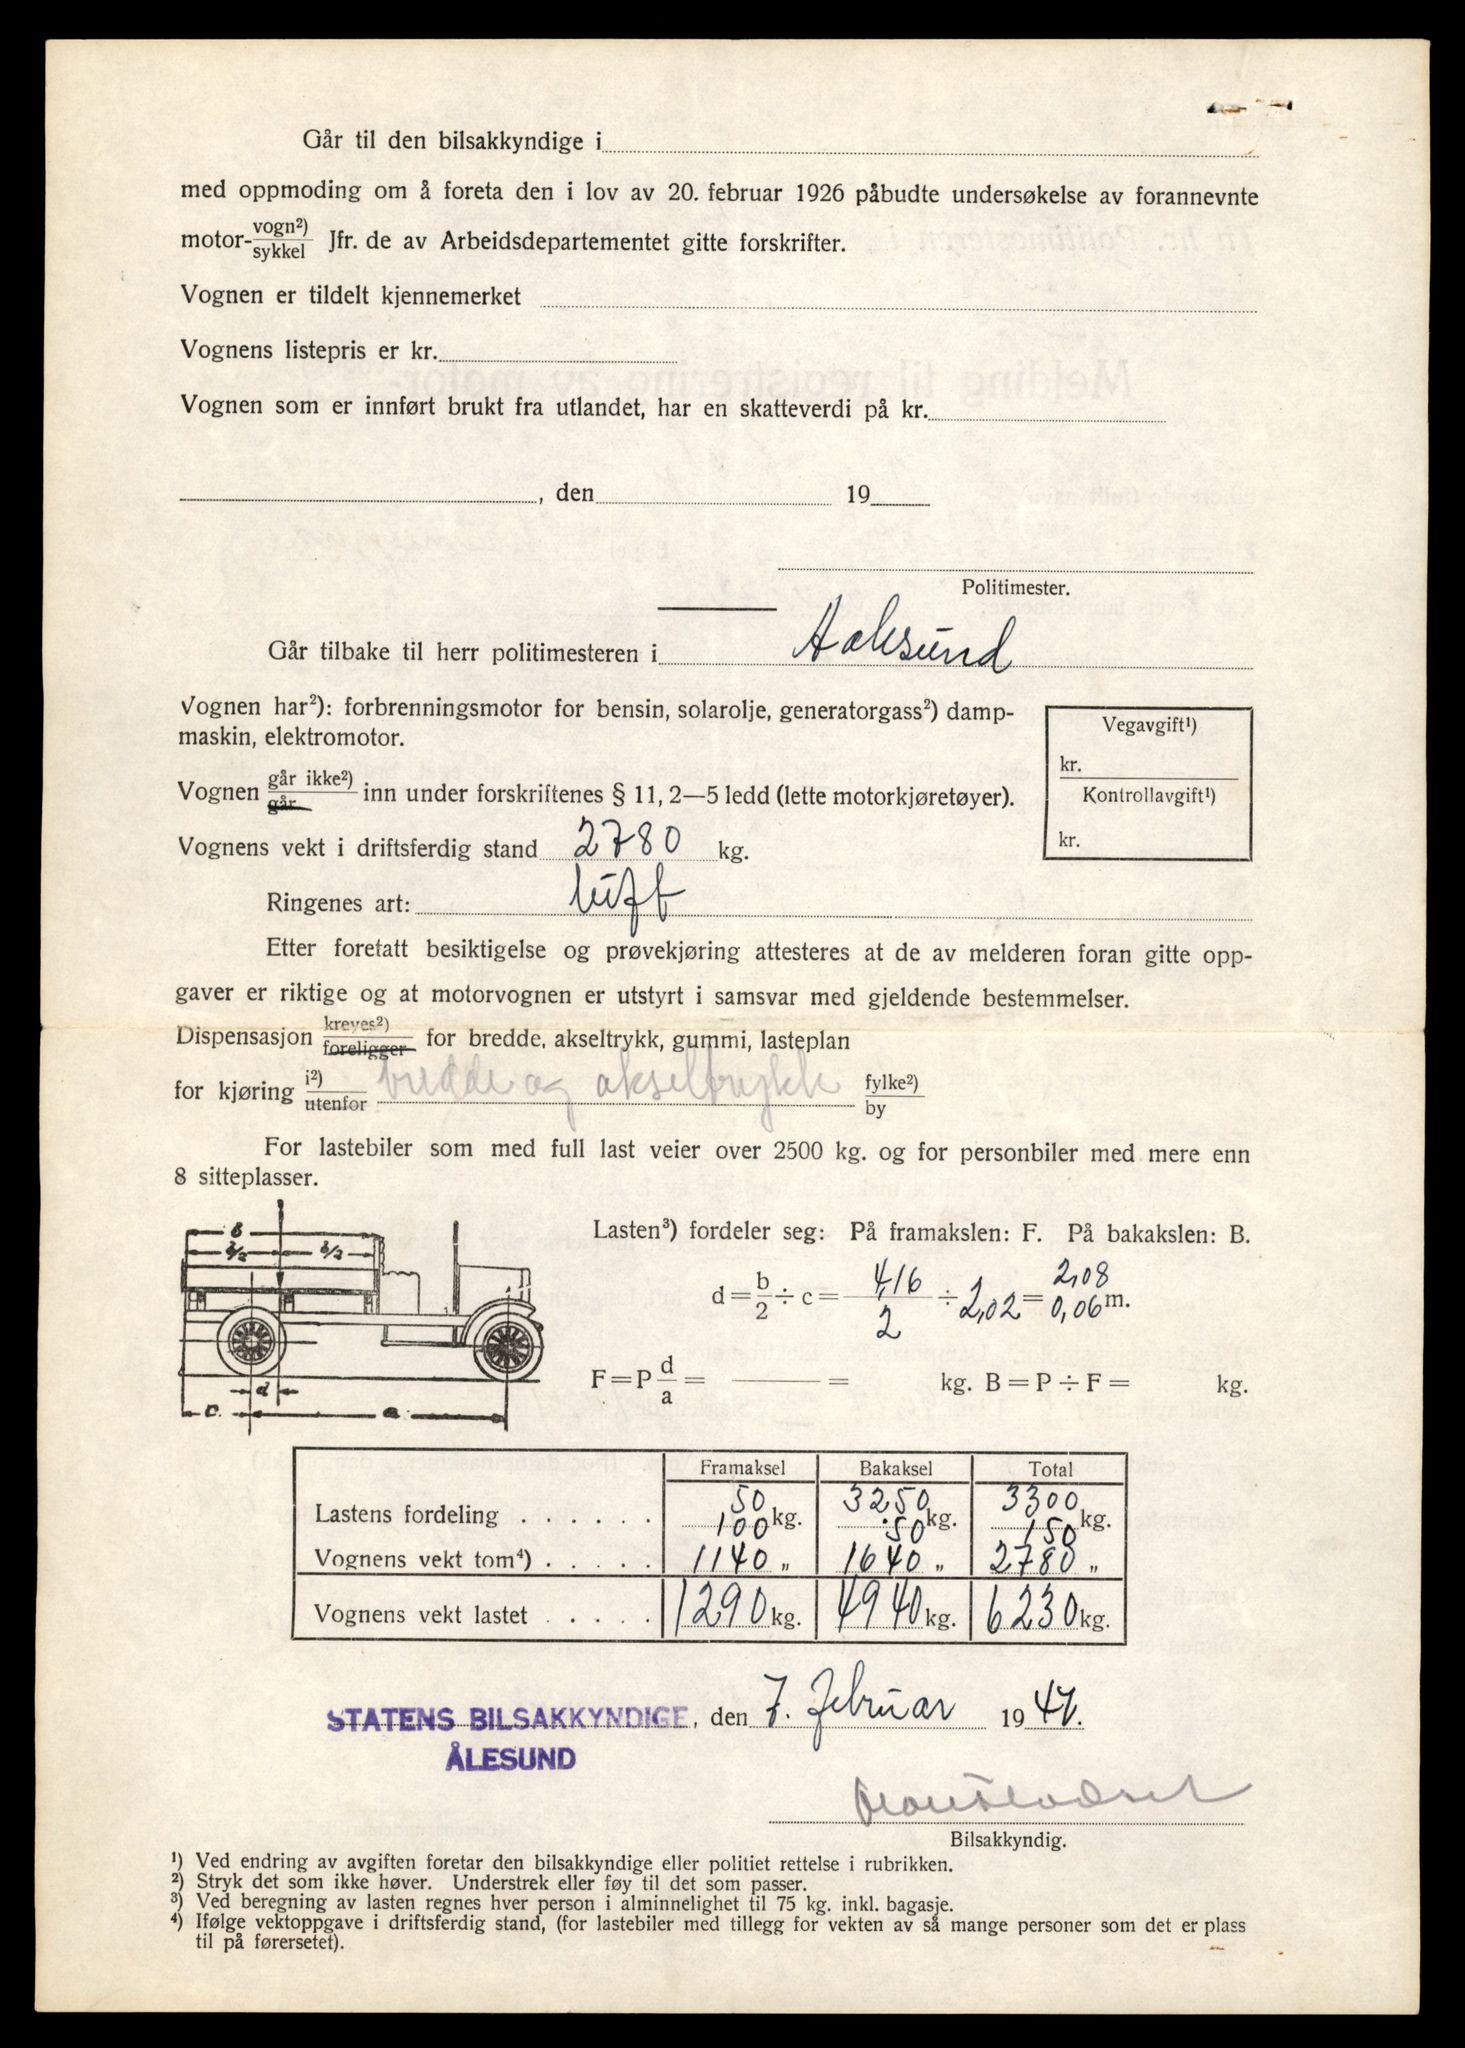 Går til den bilsakkyndige i
med oppmoding om å foreta den i lov av 20. februar 1926 påbudte undersøkelse av forannevnte
motor-vogn²)/sykkel Jfr. de av Arbeidsdepartementet gitte forskrifter.
Vognen er tildelt kjennemerket
Vognens listepris er kr.
Vognen som er innført brukt fra utlandet, har en skatteverdi på kr.
, den 19
Politimester.
Går tilbake til herr politimesteren i Aalesund
Vognen har²): forbrenningsmotor for bensin, solarolje, generatorgass²) damp-
maskin, elektromotor.
Vegavgift¹)
kr.
Kontrollavgift¹)
kr.
Vognen går ikke²)/går inn under forskriftenes § 11, 2—5 ledd (lette motorkjøretøyer).
Vognens vekt i driftsferdig stand 2780 kg.
Ringenes art: luft
Etter foretatt besiktigelse og prøvekjøring attesteres at de av melderen foran gitte opp-
gaver er riktige og at motorvognen er utstyrt i samsvar med gjeldende bestemmelser.
Dispensasjon kreves²)/foreligger for bredde, akseltrykk, gummi, lasteplan
for kjøring i²)/utenfor bredde og akseltrykk fylke²)/by
For lastebiler som med full last veier over 2500 kg. og for personbiler med mere enn
8 sitteplasser.
b
b/2 b/2
d
c. a
Lasten³) fordeler seg: På framakslen: F. På bakakslen: B.
d = b/2 ÷ c = 4,16/2 ÷ 2,02 = 2,08 0,06 m.
F = P d/a = — = kg. B = P ÷ F = kg.
Framaksel Bakaksel Total
50 3250 3300
Lastens fordeling . . . . . . kg. kg. kg.
100 50 150
Vognens vekt tom⁴) . . . . . 1140 „ 1640 „ 2780 „
Vognens vekt lastet . . . . . 1290 kg. 4940 kg. 6230 kg.
STATENS BILSAKKYNDIGE, den 7. februar 1947.
ÅLESUND
Bilsakkyndig.
¹) Ved endring av avgiften foretar den bilsakkyndige eller politiet rettelse i rubrikken.
²) Stryk det som ikke høver. Understrek eller føy til det som passer.
³) Ved beregning av lasten regnes hver person i alminnelighet til 75 kg. inkl. bagasje.
⁴) Ifølge vektoppgave i driftsferdig stand, (for lastebiler med tillegg for vekten av så mange personer som det er plass
til på førersetet).